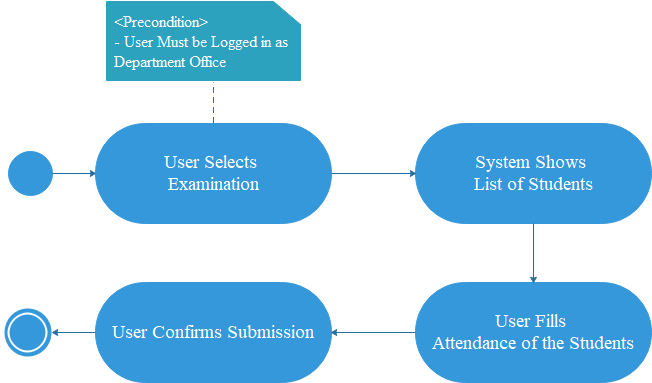 <Precondition>
- User Must be Logged in as
Department Office
User Selects
Examination
System Shows
List of Students
User Fills
Attendance of the Students
User Confirms Submission